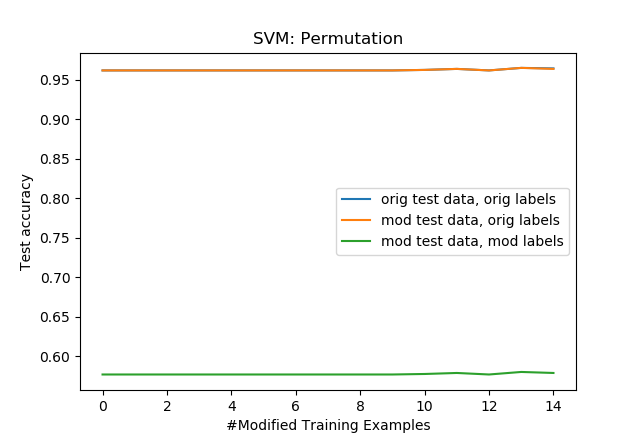 SVM: Permutation
Test accuracy
0.95
0.90
0.85
0.80
0.75
0.70
0.65
0.60
orig test data, orig labels
mod test data, orig labels
mod test data, mod labels
0 2 4 6 8 10 12 14
#Modified Training Examples